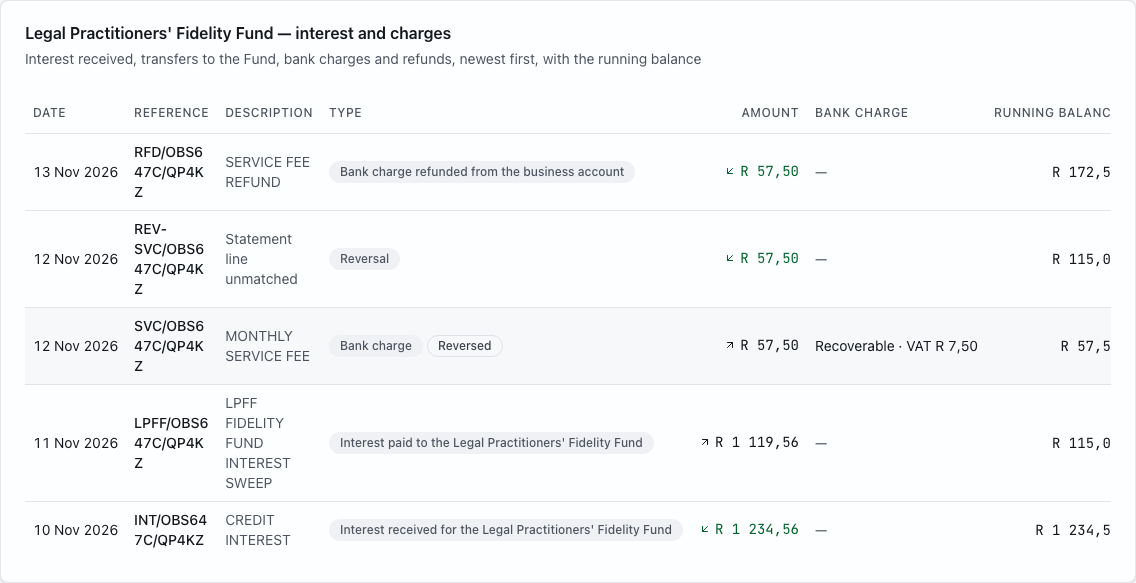 Legal Practitioners' Fidelity Fund — interest and charges
Interest received, transfers to the Fund, bank charges and refunds, newest first, with the running balance
DATE REFERENCE DESCRIPTION TYPE AMOUNT BANK CHARGE RUNNING BALANC
13 Nov 2026 RFD/OBS6
47C/QP4K
Z SERVICE FEE
REFUND Bank charge refunded from the business account ↙ R 57,50 — R 172,5
12 Nov 2026 REV-
SVC/OBS6
47C/QP4K
Z Statement
line
unmatched Reversal ↙ R 57,50 — R 115,0
12 Nov 2026 SVC/OBS6
47C/QP4K
Z MONTHLY
SERVICE FEE Bank charge Reversed ↗ R 57,50 Recoverable · VAT R 7,50 R 57,5
11 Nov 2026 LPFF/OBS6
47C/QP4K
Z LPFF
FIDELITY
FUND
INTEREST
SWEEP Interest paid to the Legal Practitioners' Fidelity Fund ↗ R 1 119,56 — R 115,0
10 Nov 2026 INT/OBS64
7C/QP4KZ CREDIT
INTEREST Interest received for the Legal Practitioners' Fidelity Fund ↙ R 1 234,56 — R 1 234,5